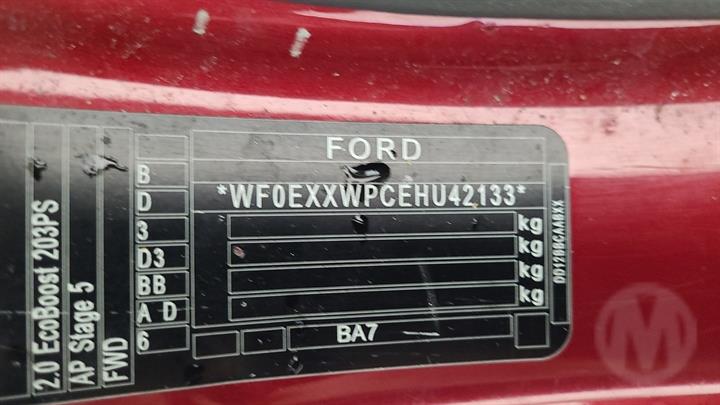 FORD
*WF0EXXWPCEHU42133*
kg
kg
kg
kg
BA7
B
D
3
D3
BB
A D
6
2.0 EcoBoost 203PS
AP Stage 5
FWD
M